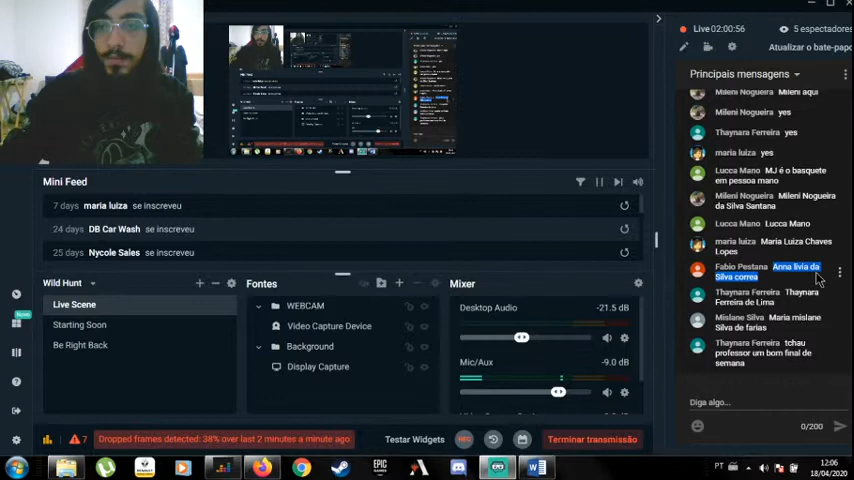 Live 02:00:56
5 espectadores
Atualizar o bate-papo
Principais mensagens
Mileni Nogueira Mileni aqui
Mileni Nogueira yes
Thaynara Ferreira yes
maria luiza yes
Lucca Mano MJ é o basquete
em pessoa mano
Mileni Nogueira Mileni Nogueira
da Silva Santana
Lucca Mano Lucca Mano
maria luiza Maria Luiza Chaves
Lopes
Fabio Pestana Anna livia da
Silva correa
Thaynara Ferreira Thaynara
Ferreira de Lima
Mislane Silva Maria mislane
Silva de farias
Thaynara Ferreira tchau
professor um bom final de
semana
Diga algo...
0/200
Mini Feed
7 days maria luiza se inscreveu
24 days DB Car Wash se inscreveu
25 days Nycole Sales se inscreveu
Wild Hunt
Live Scene
Starting Soon
Be Right Back
Fontes
WEBCAM
Video Capture Device
Background
Display Capture
Mixer
Desktop Audio -21.5 dB
Mic/Aux -9.0 dB
Novos
7
Dropped frames detected: 38% over last 2 minutes a minute ago.
Testar Widgets
REC
Terminar transmissão
EPIC
GAMES
PT
12:06
18/04/2020